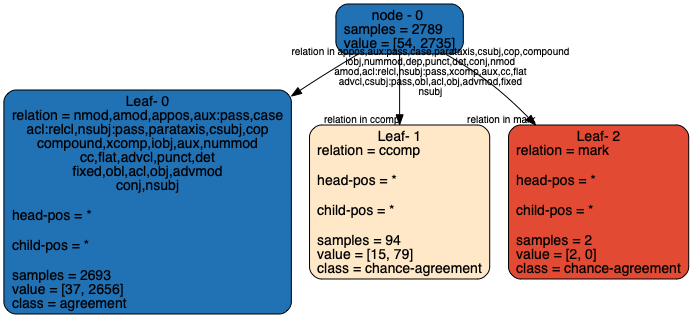 node - 0
samples = 2789
value = [54, 2735]
relation in appos,aux:pass,case,parataxis,csubj,cop,compound
iobj,nummod,dep,punct,det,conj,nmod
amod,acl:relcl,nsubj:pass,xcomp,aux,cc,flat
advcl,csubj:pass,obl,acl,obj,advmod,fixed
nsubj
Leaf- 0
relation = nmod,amod,appos,aux:pass,case
acl:relcl,nsubj:pass,parataxis,csubj,cop
compound,xcomp,iobj,aux,nummod
cc,flat,advcl,punct,det
fixed,obl,acl,obj,advmod
conj,nsubj
head-pos = *
child-pos = *
samples = 2693
value = [37, 2656]
class = agreement
relation in ccomp
Leaf- 1
relation = ccomp
head-pos = *
child-pos = *
samples = 94
value = [15, 79]
class = chance-agreement
relation in mark
Leaf- 2
relation = mark
head-pos = *
child-pos = *
samples = 2
value = [2, 0]
class = chance-agreement